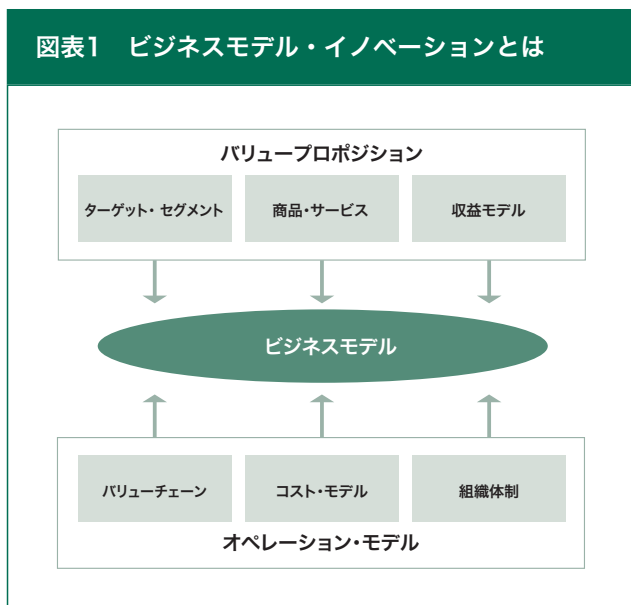 図表1 ビジネスモデル・イノベーションとは
バリュープロポジション
ターゲット・セグメント
商品・サービス
収益モデル
ビジネスモデル
バリューチェーン
コスト・モデル
組織体制
オペレーション・モデル